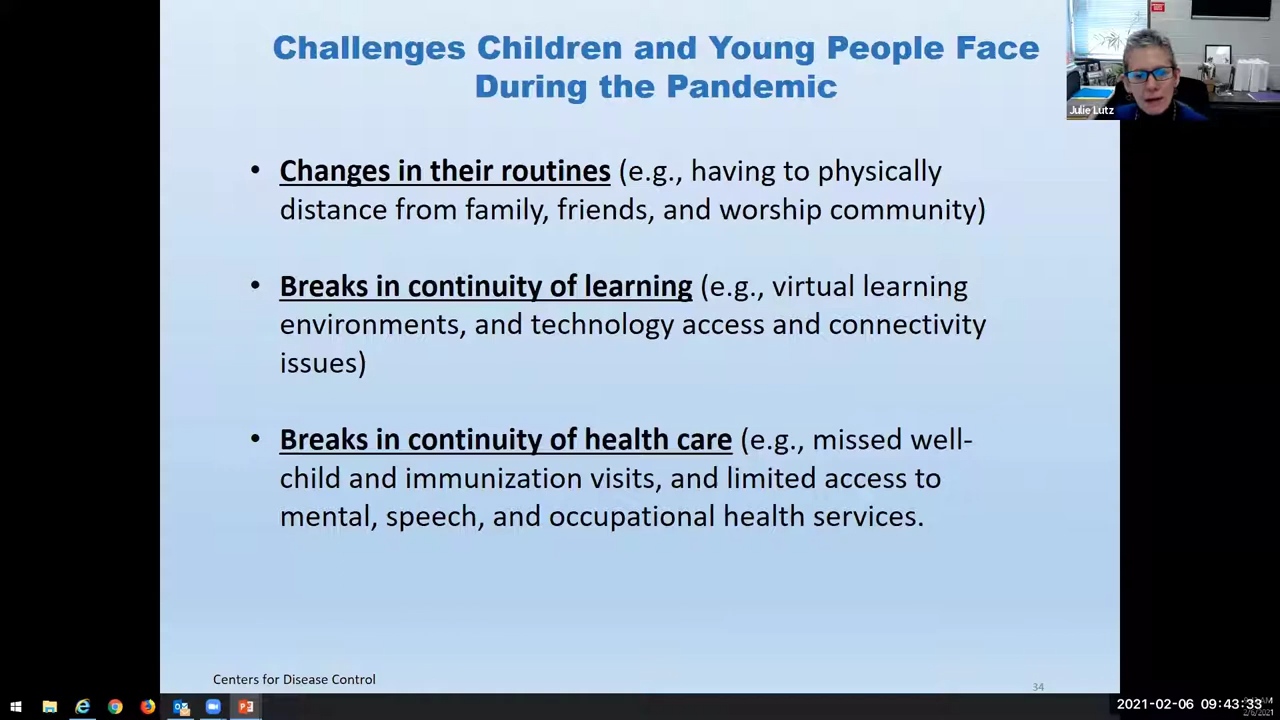 Challenges Children and Young People Face
During the Pandemic
Julie Lutz
• Changes in their routines (e.g., having to physically
distance from family, friends, and worship community)
• Breaks in continuity of learning (e.g., virtual learning
environments, and technology access and connectivity
issues)
• Breaks in continuity of health care (e.g., missed well-
child and immunization visits, and limited access to
mental, speech, and occupational health services.
Centers for Disease Control
34
2021-02-06 09:43:33